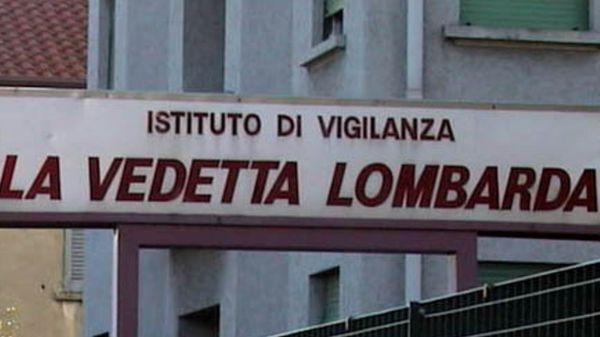 ISTITUTO DI VIGILANZA
LA VEDETTA LOMBARDA